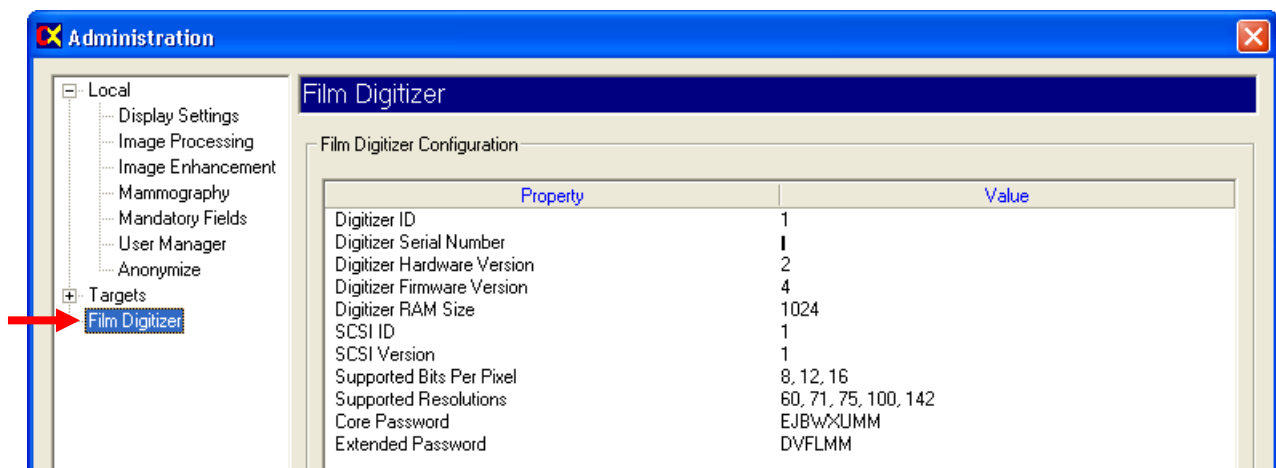 Administration
Local
Display Settings
Image Processing
Image Enhancement
Mammography
Mandatory Fields
User Manager
Anonymize
Targets
Film Digitizer
Film Digitizer
Film Digitizer Configuration
Property Value
Digitizer ID 1
Digitizer Serial Number
Digitizer Hardware Version 2
Digitizer Firmware Version 4
Digitizer RAM Size 1024
SCSI ID 1
SCSI Version 1
Supported Bits Per Pixel 8, 12, 16
Supported Resolutions 60, 71, 75, 100, 142
Core Password EJBWXUMM
Extended Password DVFLMM